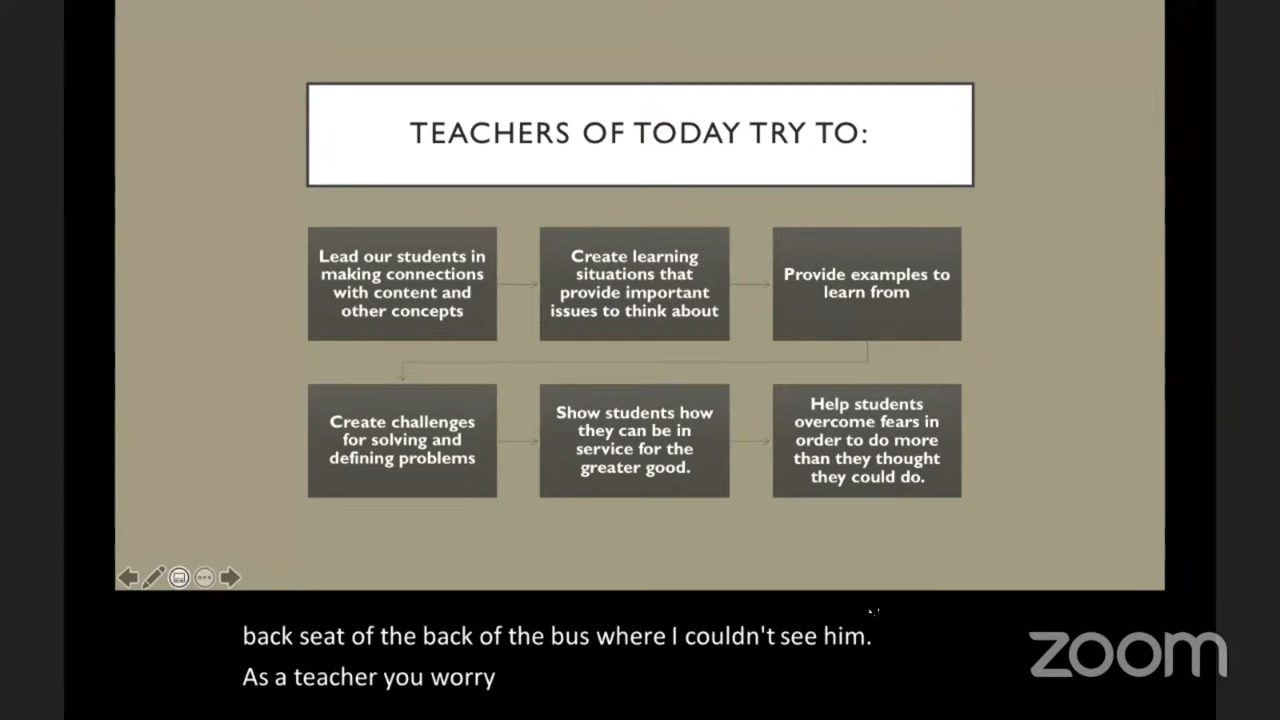 TEACHERS OF TODAY TRY TO:
Lead our students in
making connections
with content and
other concepts
Create learning
situations that
provide important
issues to think about
Provide examples to
learn from
Create challenges
for solving and
defining problems
Show students how
they can be in
service for the
greater good.
Help students
overcome fears in
order to do more
than they thought
they could do.
back seat of the back of the bus where I couldn't see him.
As a teacher you worry
zoom